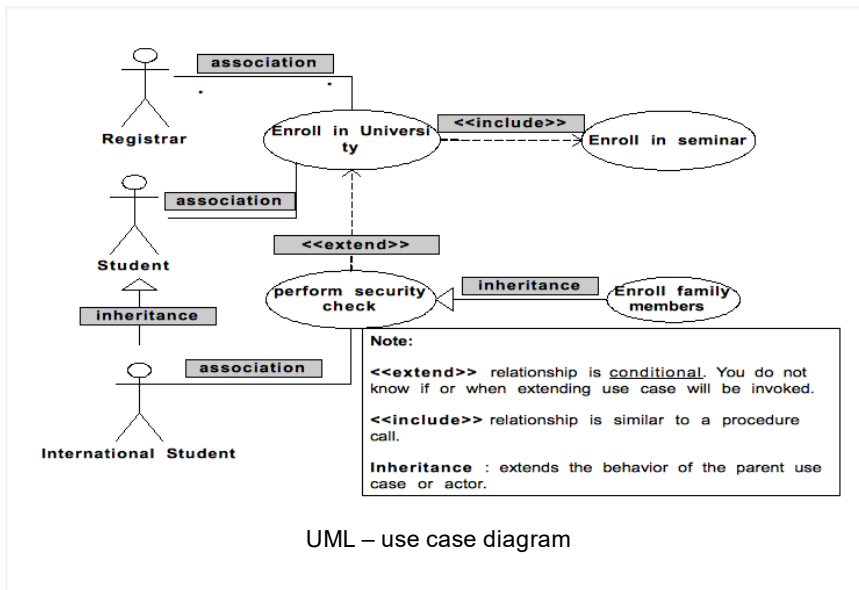 association
Registrar
Enroll in Universi
ty
<<include>>
Enroll in seminar
association
Student
<<extend>>
inheritance
perform security
check
inheritance
Enroll family
members
association
International Student
Note:
<<extend>> relationship is conditional. You do not
know if or when extending use case will be invoked.
<<include>> relationship is similar to a procedure
call.
Inheritance : extends the behavior of the parent use
case or actor.
UML – use case diagram